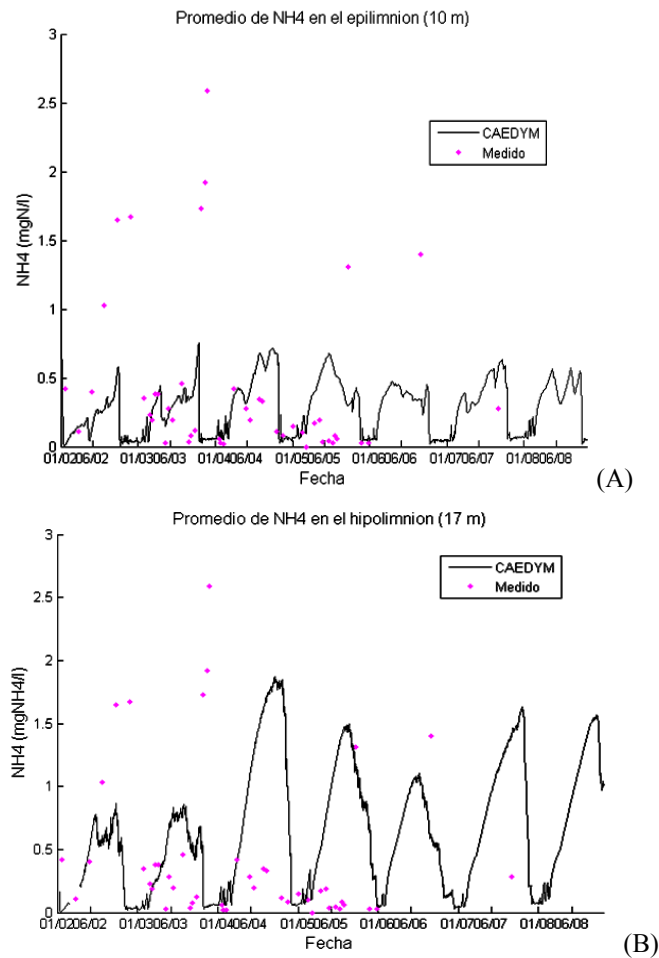 Promedio de NH4 en el epilimnion (10 m)
3
2.5
2
1.5
1
0.5
0
NH4 (mgN/l)
CAEDYM
Medido
01/0206/02 01/0306/03 01/0406/04 01/0506/05 01/0606/06 01/0706/07 01/0806/08
Fecha
(A)
Promedio de NH4 en el hipolimnion (17 m)
3
2.5
2
1.5
1
0.5
0
NH4 (mgNH4/l)
CAEDYM
Medido
01/0206/02 01/0306/03 01/0406/04 01/0506/05 01/0606/06 01/0706/07 01/0806/08
Fecha
(B)